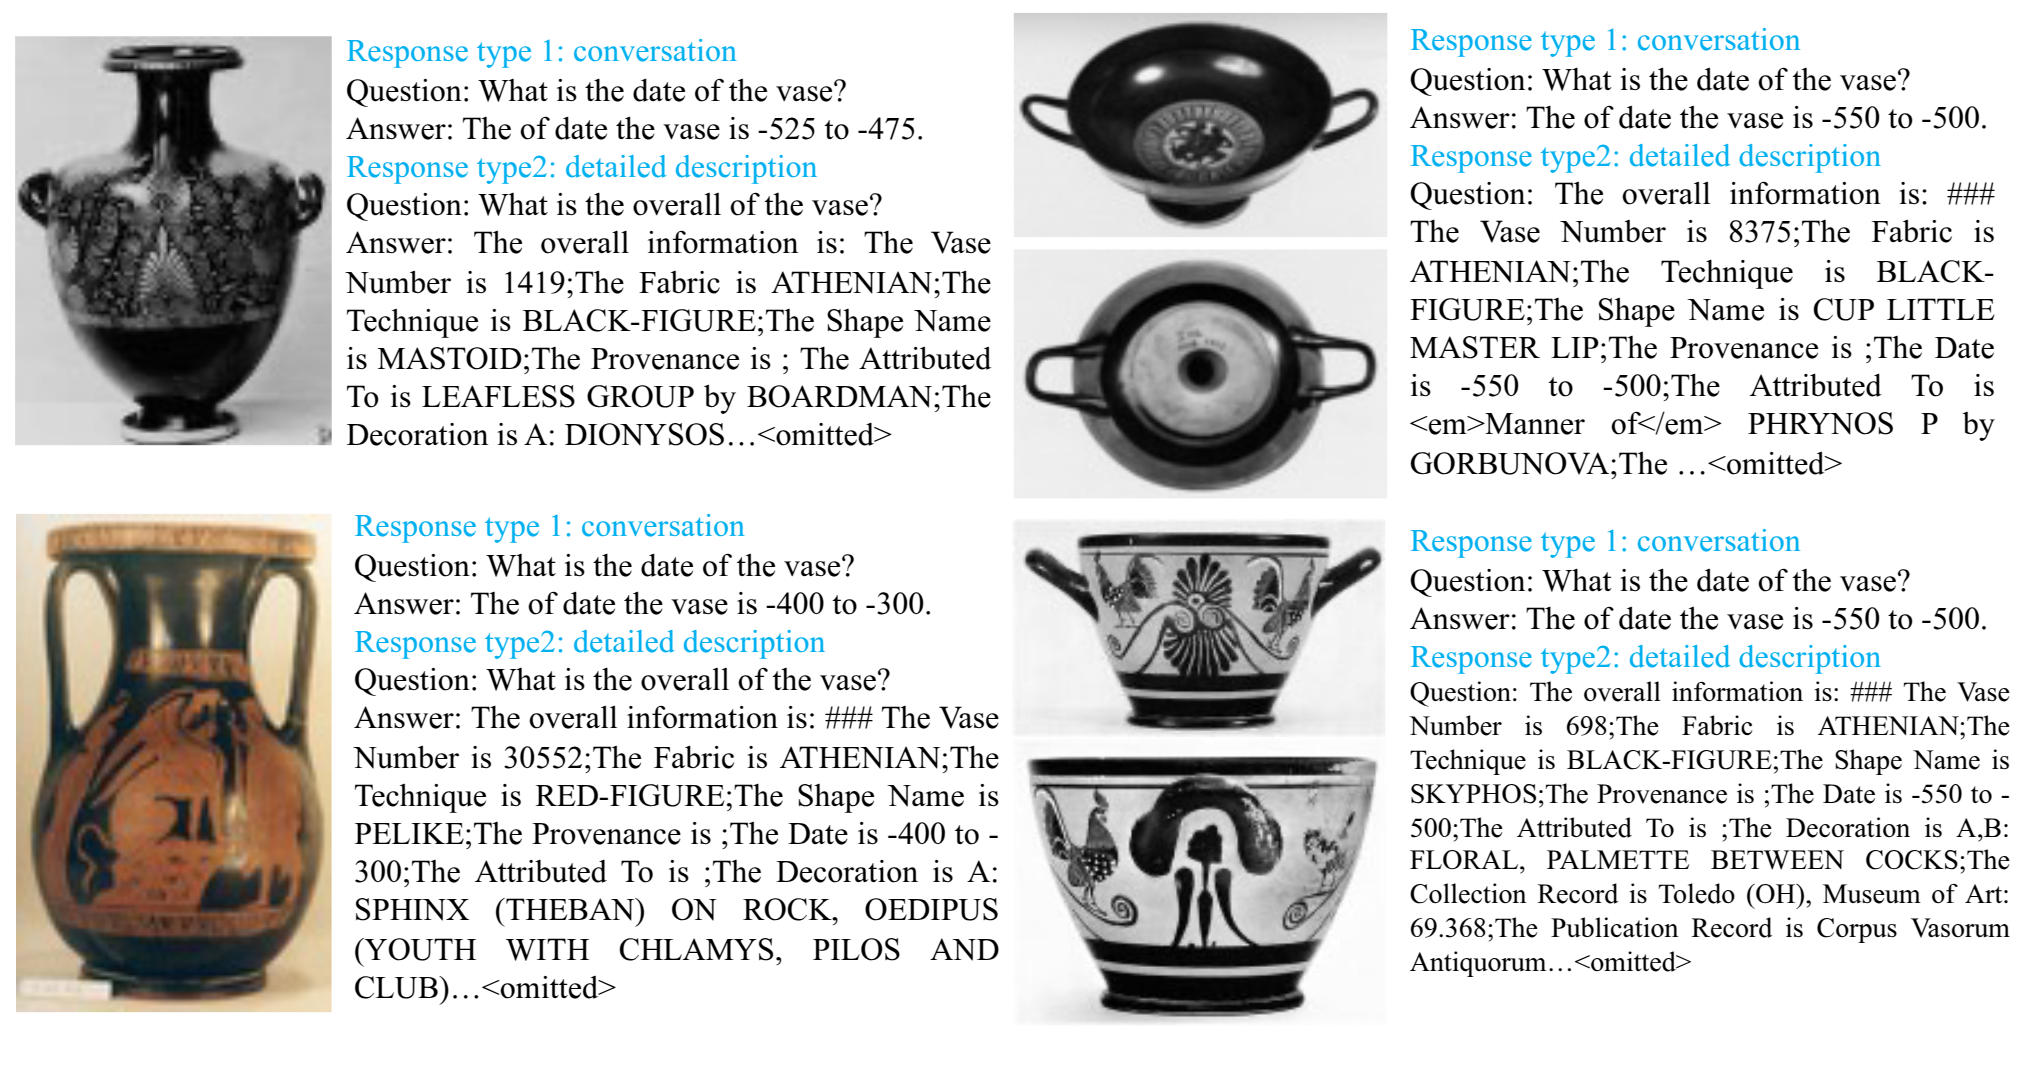 Response type 1: conversation
Question: What is the date of the vase?
Answer: The of date the vase is -525 to -475.
Response type2: detailed description
Question: What is the overall of the vase?
Answer: The overall information is: The Vase
Number is 1419;The Fabric is ATHENIAN;The
Technique is BLACK-FIGURE;The Shape Name
is MASTOID;The Provenance is ; The Attributed
To is LEAFLESS GROUP by BOARDMAN;The
Decoration is A: DIONYSOS…<omitted>
Response type 1: conversation
Question: What is the date of the vase?
Answer: The of date the vase is -400 to -300.
Response type2: detailed description
Question: What is the overall of the vase?
Answer: The overall information is: ### The Vase
Number is 30552;The Fabric is ATHENIAN;The
Technique is RED-FIGURE;The Shape Name is
PELIKE;The Provenance is ;The Date is -400 to -
300;The Attributed To is ;The Decoration is A:
SPHINX (THEBAN) ON ROCK, OEDIPUS
(YOUTH WITH CHLAMYS, PILOS AND
CLUB)…<omitted>
Response type 1: conversation
Question: What is the date of the vase?
Answer: The of date the vase is -550 to -500.
Response type2: detailed description
Question: The overall information is: ###
The Vase Number is 8375;The Fabric is
ATHENIAN;The Technique is BLACK-
FIGURE;The Shape Name is CUP LITTLE
MASTER LIP;The Provenance is ;The Date
is -550 to -500;The Attributed To is
<em>Manner of</em> PHRYNOS P by
GORBUNOVA;The …<omitted>
Response type 1: conversation
Question: What is the date of the vase?
Answer: The of date the vase is -550 to -500.
Response type2: detailed description
Question: The overall information is: ### The Vase
Number is 698;The Fabric is ATHENIAN;The
Technique is BLACK-FIGURE;The Shape Name is
SKYPHOS;The Provenance is ;The Date is -550 to -
500;The Attributed To is ;The Decoration is A,B:
FLORAL, PALMETTE BETWEEN COCKS;The
Collection Record is Toledo (OH), Museum of Art:
69.368;The Publication Record is Corpus Vasorum
Antiquorum…<omitted>